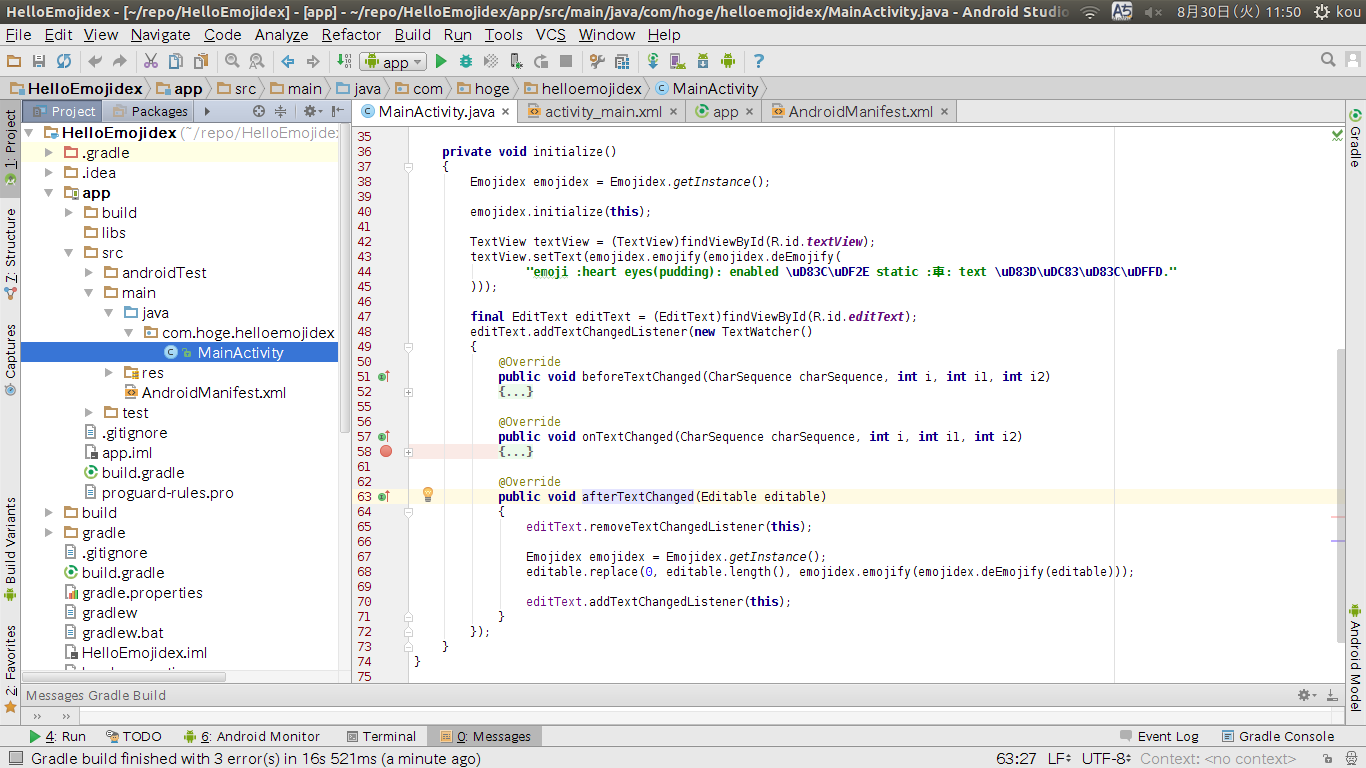 HelloEmojidex - [~/repo/HelloEmojidex] - [app] - ~/repo/HelloEmojidex/app/src/main/java/com/hoge/helloemojidex/MainActivity.java - Android Studio 8月30日(火) 11:50 kou
File Edit View Navigate Code Analyze Refactor Build Run Tools VCS Window Help
app
HelloEmojidex app src main java com hoge helloemojidex MainActivity
Project Packages
MainActivity.java activity_main.xml app AndroidManifest.xml
1: Project
Z: Structure
Captures
Build Variants
2: Favorites
HelloEmojidex (~/repo/HelloEmojidex
.gradle
.idea
app
build
libs
src
androidTest
main
java
com.hoge.helloemojidex
MainActivity
res
AndroidManifest.xml
test
.gitignore
app.iml
build.gradle
proguard-rules.pro
build
gradle
.gitignore
build.gradle
gradle.properties
gradlew
gradlew.bat
HelloEmojidex.iml
35
36 private void initialize()
37 {
38 Emojidex emojidex = Emojidex.getInstance();
39
40 emojidex.initialize(this);
41
42 TextView textView = (TextView)findViewById(R.id.textView);
43 textView.setText(emojidex.emojify(emojidex.deEmojify(
44 "emoji :heart eyes(pudding): enabled \uD83C\uDF2E static :車: text \uD83D\uDC83\uD83C\uDFFD."
45 )));
46
47 final EditText editText = (EditText)findViewById(R.id.editText);
48 editText.addTextChangedListener(new TextWatcher()
49 {
50 @Override
51 public void beforeTextChanged(CharSequence charSequence, int i, int i1, int i2)
52 {...}
55
56 @Override
57 public void onTextChanged(CharSequence charSequence, int i, int i1, int i2)
58 {...}
61
62 @Override
63 public void afterTextChanged(Editable editable)
64 {
65 editText.removeTextChangedListener(this);
66
67 Emojidex emojidex = Emojidex.getInstance();
68 editable.replace(0, editable.length(), emojidex.emojify(emojidex.deEmojify(editable)));
69
70 editText.addTextChangedListener(this);
71 }
72 });
73 }
74 }
75
Gradle
Android Model
Messages Gradle Build
4: Run TODO 6: Android Monitor Terminal 0: Messages Event Log Gradle Console
Gradle build finished with 3 error(s) in 16s 521ms (a minute ago) 63:27 LF UTF-8 Context: <no context>